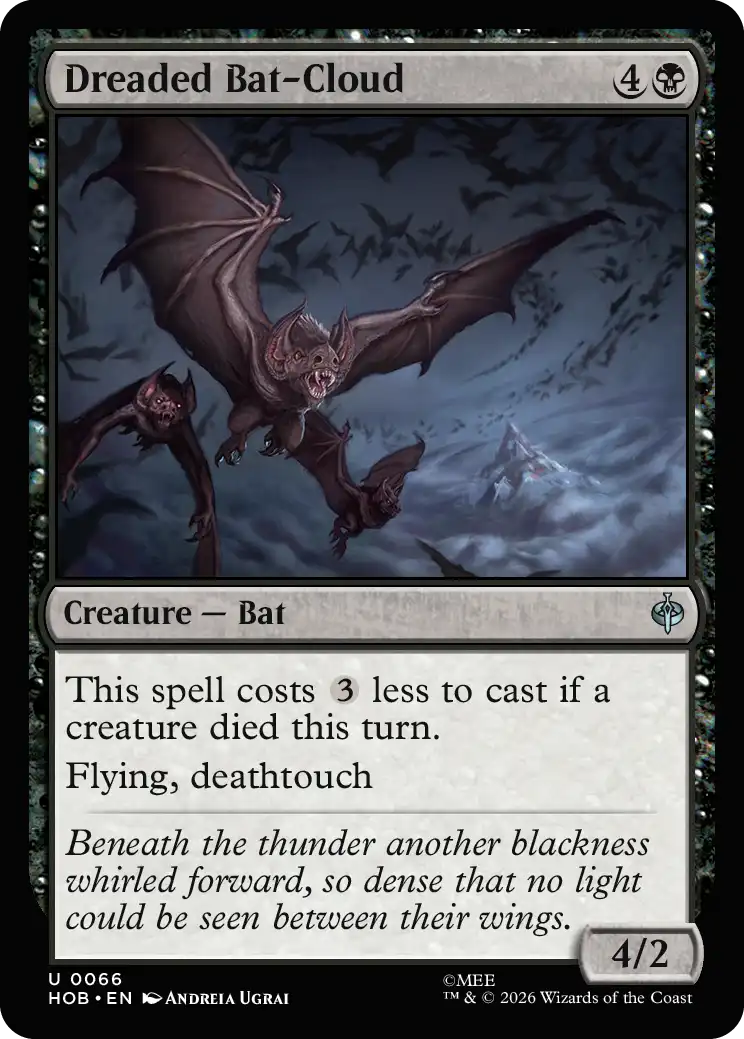 Dreaded Bat-Cloud 4
Creature — Bat
This spell costs 3 less to cast if a
creature died this turn.
Flying, deathtouch
Beneath the thunder another blackness
whirled forward, so dense that no light
could be seen between their wings.
4/2
U 0066
HOB • EN Andreia Ugrai
©MEE
™ & © 2026 Wizards of the Coast